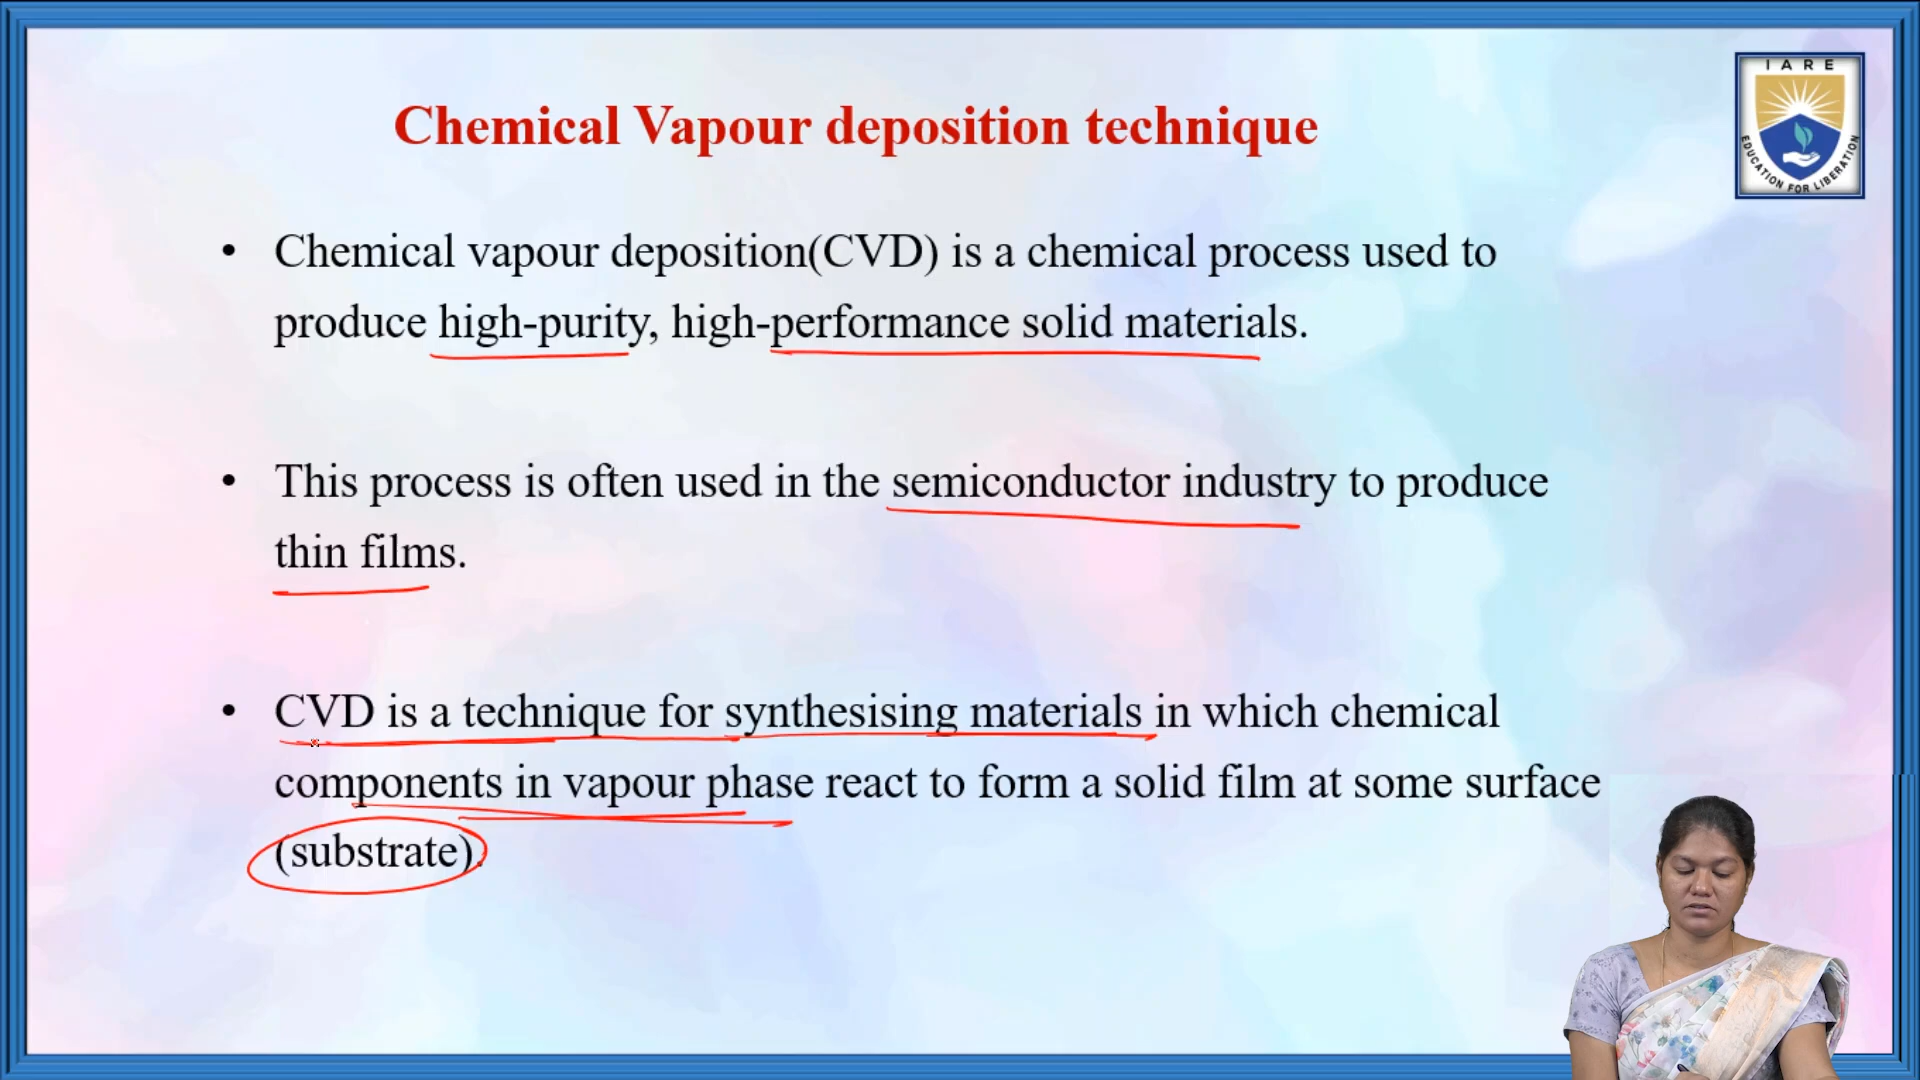 IARE
EDUCATION FOR LIBERATION
Chemical Vapour deposition technique
• Chemical vapour deposition(CVD) is a chemical process used to
produce high-purity, high-performance solid materials.
• This process is often used in the semiconductor industry to produce
thin films.
• CVD is a technique for synthesising materials in which chemical
components in vapour phase react to form a solid film at some surface
(substrate).